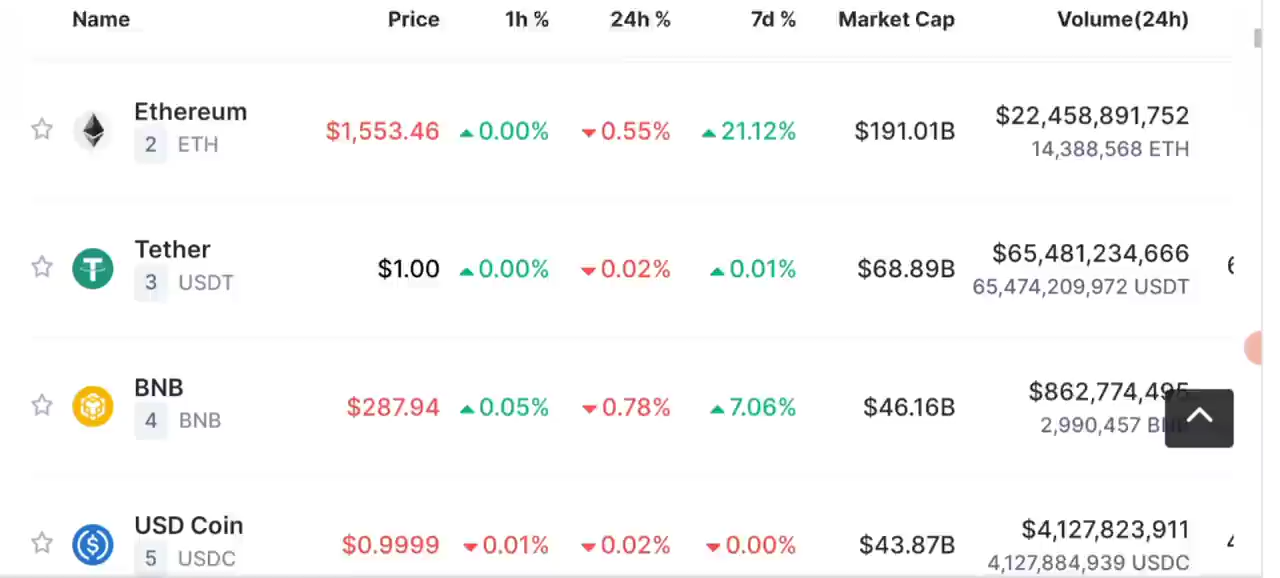 Name Price 1h % 24h % 7d % Market Cap Volume(24h)
Ethereum
2 ETH
$1,553.46 0.00% 0.55% 21.12% $191.01B $22,458,891,752
14,388,568 ETH
Tether
3 USDT
$1.00 0.00% 0.02% 0.01% $68.89B $65,481,234,666
65,474,209,972 USDT
BNB
4 BNB
$287.94 0.05% 0.78% 7.06% $46.16B $862,774,495
2,990,457 BNB
USD Coin
5 USDC
$0.9999 0.01% 0.02% 0.00% $43.87B $4,127,823,911
4,127,884,939 USDC